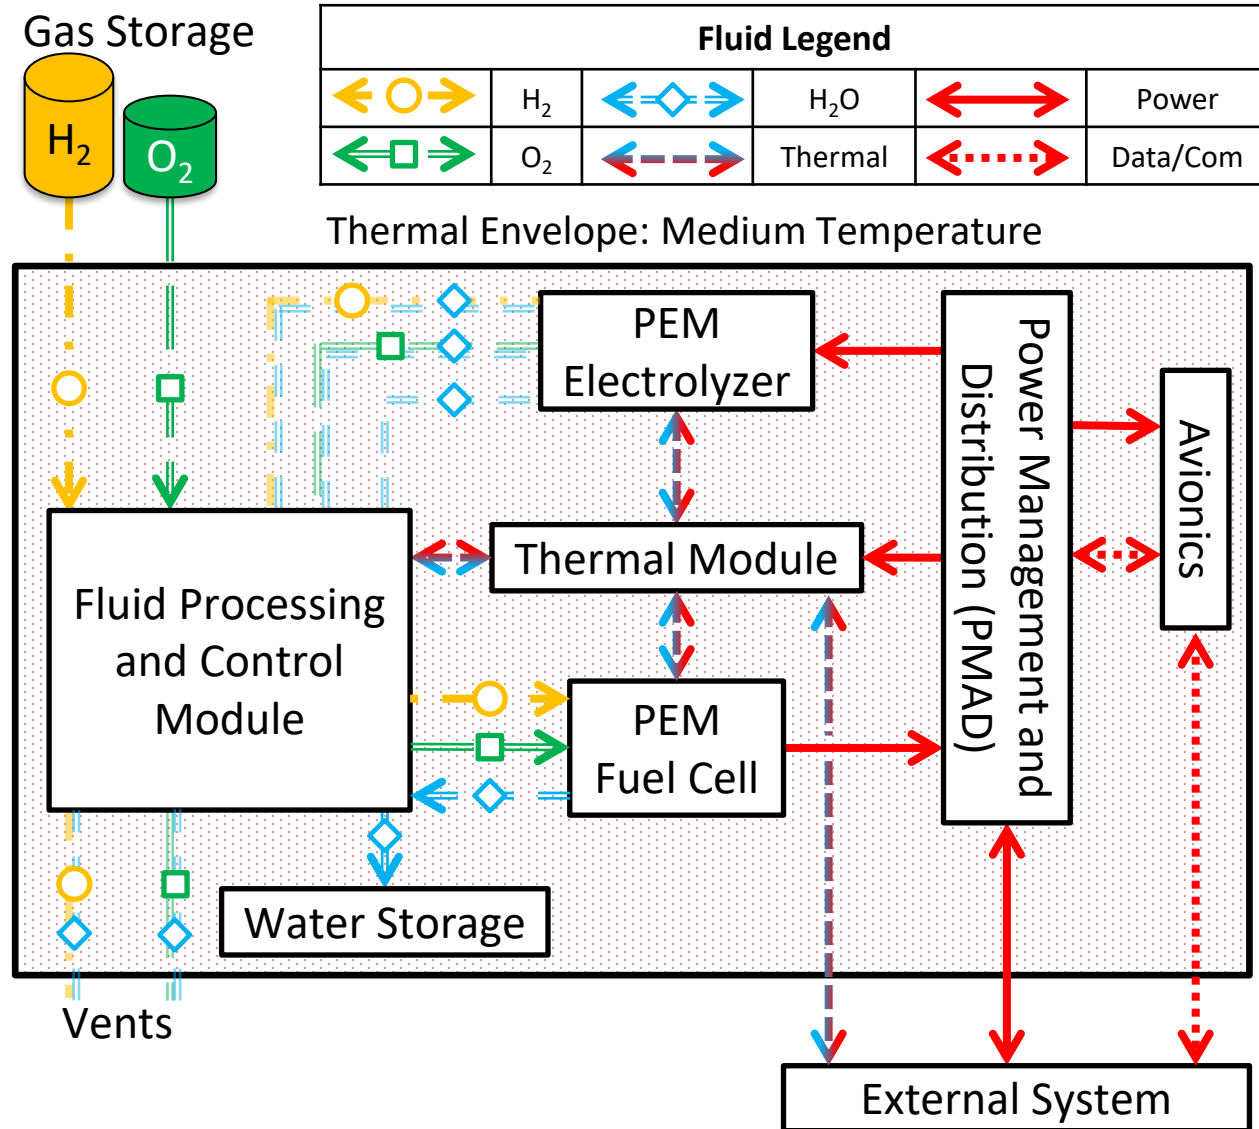 Gas Storage
H₂
O₂
Fluid Legend
H₂
H₂O
Power
O₂
Thermal
Data/Com
Thermal Envelope: Medium Temperature
PEM
Electrolyzer
Power Management and
Distribution (PMAD)
Avionics
Thermal Module
Fluid Processing
and Control
Module
PEM
Fuel Cell
Water Storage
Vents
External System